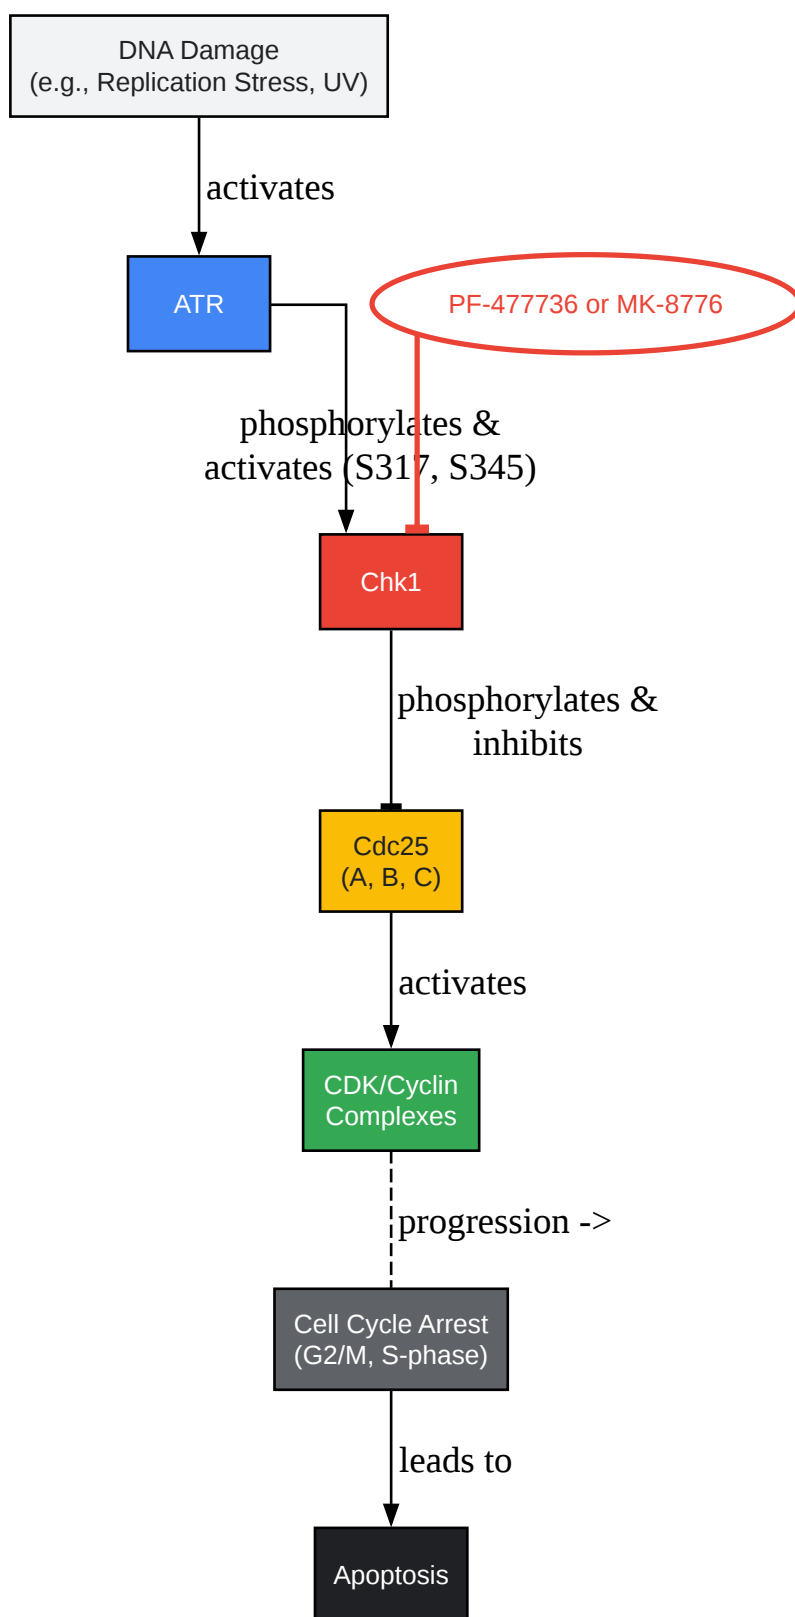 DNA Damage
(e.g., Replication Stress, UV)
activates
ATR
PF-477736 or MK-8776
phosphorylates &
activates (S317, S345)
Chk1
phosphorylates &
inhibits
Cdc25
(A, B, C)
activates
CDK/Cyclin
Complexes
progression ->
Cell Cycle Arrest
(G2/M, S-phase)
leads to
Apoptosis